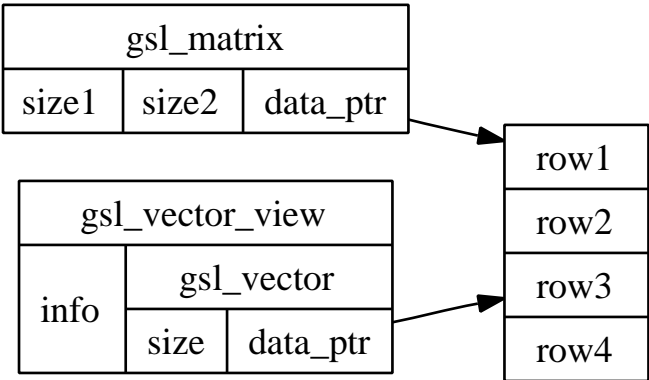 gsl_matrix
size1 size2 data_ptr
gsl_vector_view
info
gsl_vector
size data_ptr
row1
row2
row3
row4